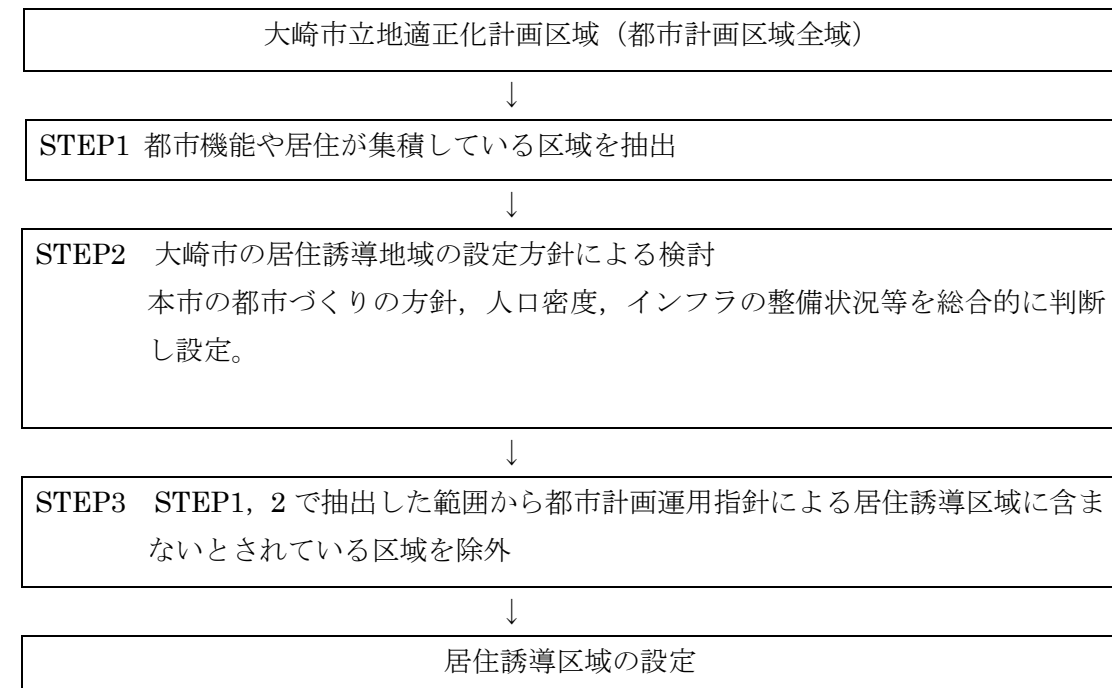 大崎市立地適正化計画区域（都市計画区域全域）
↓
STEP1 都市機能や居住が集積している区域を抽出
↓
STEP2　大崎市の居住誘導地域の設定方針による検討
本市の都市づくりの方針，人口密度，インフラの整備状況等を総合的に判断
し設定。
↓
STEP3　STEP1，2で抽出した範囲から都市計画運用指針による居住誘導区域に含ま
ないとされている区域を除外
↓
居住誘導区域の設定